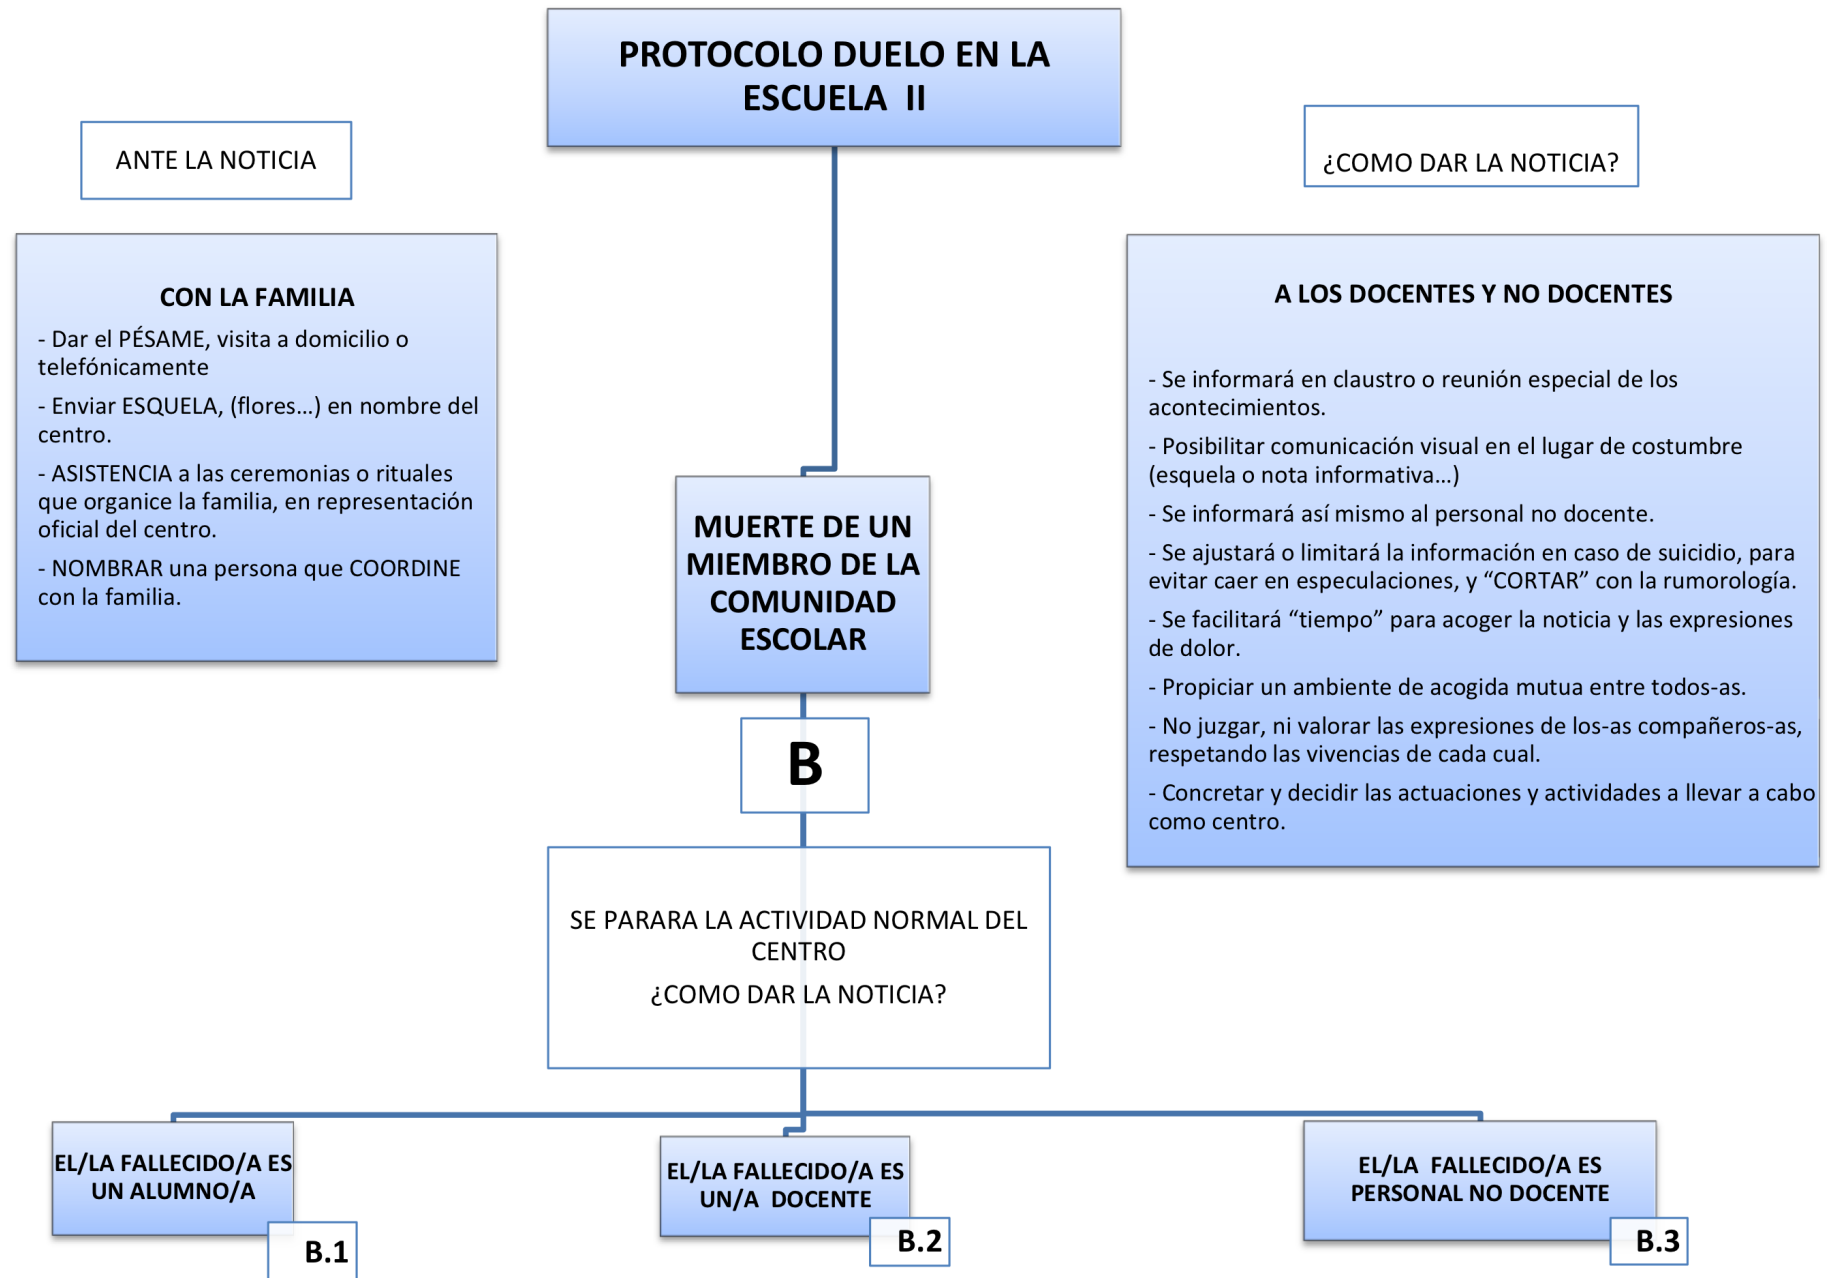 PROTOCOLO DUELO EN LA
ESCUELA II
ANTE LA NOTICIA
¿COMO DAR LA NOTICIA?
CON LA FAMILIA
- Dar el PÉSAME, visita a domicilio o
telefónicamente
- Enviar ESQUELA, (flores…) en nombre del
centro.
- ASISTENCIA a las ceremonias o rituales
que organice la familia, en representación
oficial del centro.
- NOMBRAR una persona que COORDINE
con la familia.
A LOS DOCENTES Y NO DOCENTES
- Se informará en claustro o reunión especial de los
acontecimientos.
- Posibilitar comunicación visual en el lugar de costumbre
(esquela o nota informativa…)
- Se informará así mismo al personal no docente.
- Se ajustará o limitará la información en caso de suicidio, para
evitar caer en especulaciones, y “CORTAR” con la rumorología.
- Se facilitará “tiempo” para acoger la noticia y las expresiones
de dolor.
- Propiciar un ambiente de acogida mutua entre todos-as.
- No juzgar, ni valorar las expresiones de los-as compañeros-as,
respetando las vivencias de cada cual.
- Concretar y decidir las actuaciones y actividades a llevar a cabo
como centro.
MUERTE DE UN
MIEMBRO DE LA
COMUNIDAD
ESCOLAR
B
SE PARARA LA ACTIVIDAD NORMAL DEL
CENTRO
¿COMO DAR LA NOTICIA?
EL/LA FALLECIDO/A ES
UN ALUMNO/A
B.1
EL/LA FALLECIDO/A ES
UN/A DOCENTE
B.2
EL/LA FALLECIDO/A ES
PERSONAL NO DOCENTE
B.3